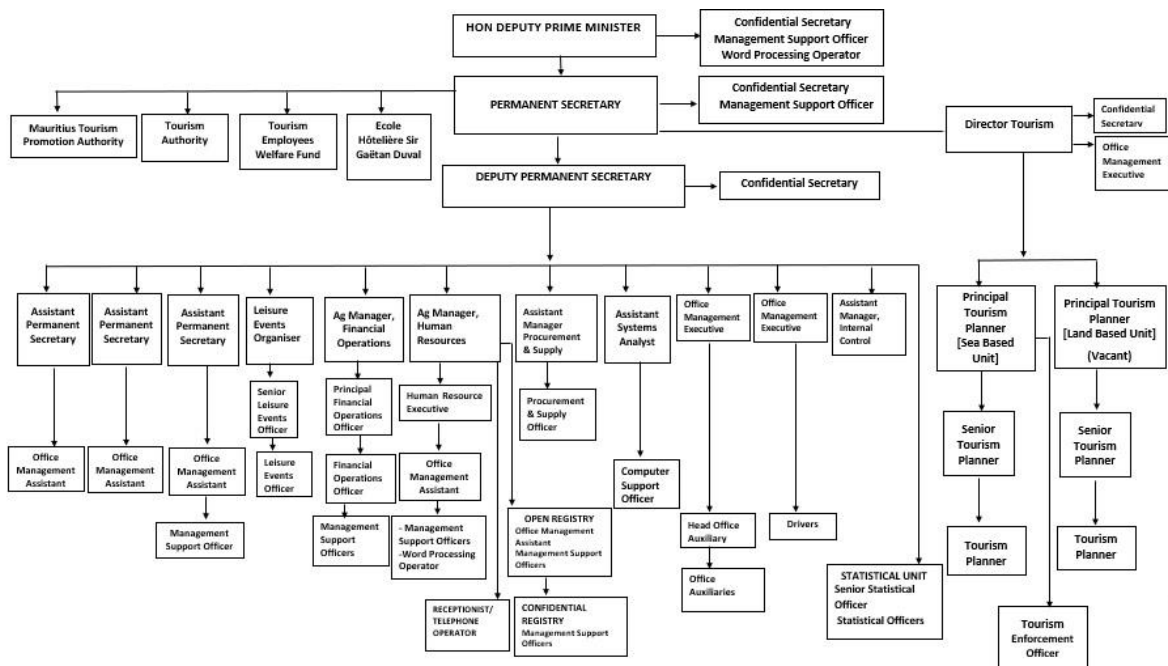 HON DEPUTY PRIME MINISTER
Confidential Secretary
Management Support Officer
Word Processing Operator
PERMANENT SECRETARY
Confidential Secretary
Management Support Officer
Mauritius Tourism
Promotion Authority
Tourism
Authority
Tourism
Employees
Welfare Fund
Ecole
Hôtelière Sir
Gaëtan Duval
Director Tourism
Confidential
Secretary
Office
Management
Executive
DEPUTY PERMANENT SECRETARY
Confidential Secretary
Assistant
Permanent
Secretary
Assistant
Permanent
Secretary
Assistant
Permanent
Secretary
Leisure
Events
Organiser
Ag Manager,
Financial
Operations
Ag Manager,
Human
Resources
Assistant
Manager
Procurement
& Supply
Assistant
Systems
Analyst
Office
Management
Executive
Office
Management
Executive
Assistant
Manager,
Internal
Control
Principal
Tourism
Planner
[Sea Based
Unit]
Principal Tourism
Planner
[Land Based Unit]
(Vacant)
Senior
Leisure
Events
Officer
Principal
Financial
Operations
Officer
Human Resource
Executive
Procurement
& Supply
Officer
Senior
Tourism
Planner
Senior
Tourism
Planner
Office
Management
Assistant
Office
Management
Assistant
Office
Management
Assistant
Leisure
Events
Officer
Financial
Operations
Officer
Office
Management
Assistant
Computer
Support
Officer
Management
Support Officer
Management
Support
Officers
- Management
Support Officers
-Word Processing
Operator
OPEN REGISTRY
Office Management
Assistant
Management Support
Officers
Head Office
Auxiliary
Drivers
Tourism
Planner
Tourism
Planner
Office
Auxiliaries
STATISTICAL UNIT
Senior Statistical
Officer
Statistical Officers
RECEPTIONIST/
TELEPHONE
OPERATOR
CONFIDENTIAL
REGISTRY
Management Support
Officers
Tourism
Enforcement
Officer